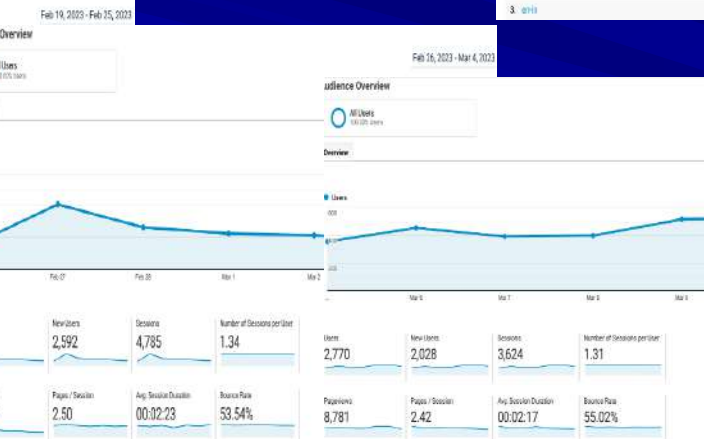 Feb 19, 2023 - Feb 25, 2023
Overview
Users
Feb 27
Feb 28
Mar 1
Mar 2
New Users
Sessions
Number of Sessions per User
2,592
4,785
1.34
Pages / Session
Avg. Session Duration
Bounce Rate
2.50
00:02:23
53.54%
3.
Feb 26, 2023 - Mar 4, 2023
udience Overview
All Users
Overview
Users
Mar 6
Mar 7
Mar 8
Mar 9
Users
New Users
Sessions
Number of Sessions per User
2,770
2,028
3,624
1.31
Pageviews
Pages / Session
Avg. Session Duration
Bounce Rate
8,781
2.42
00:02:17
55.02%